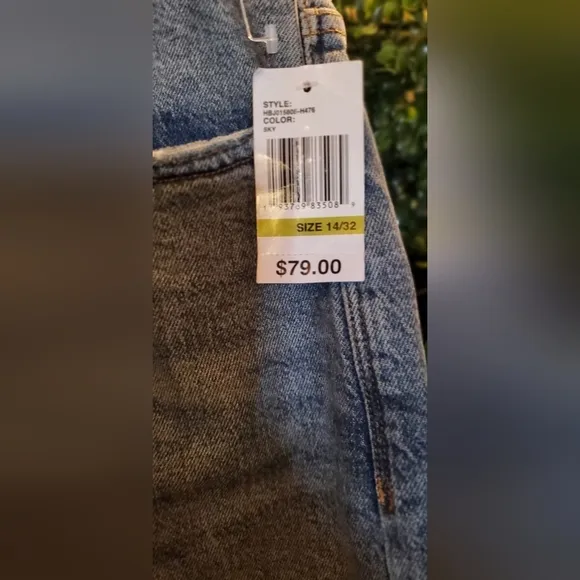 STYLE:
COLOR:
SKY
SIZE 14/32
$79.00